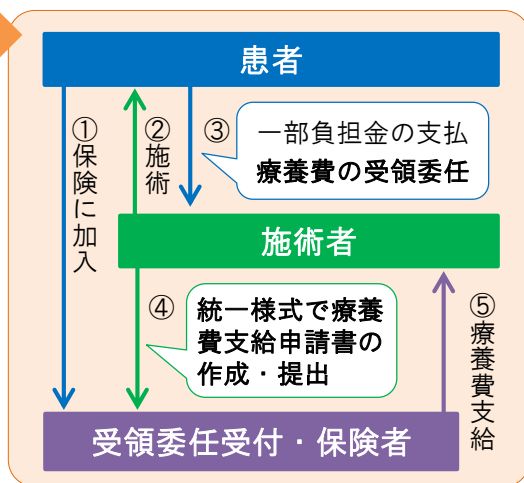 患者
①保険に加入
②施術
③
一部負担金の支払
療養費の受領委任
施術者
④
統一様式で療養
費支給申請書の
作成・提出
⑤療養費支給
受領委任受付・保険者